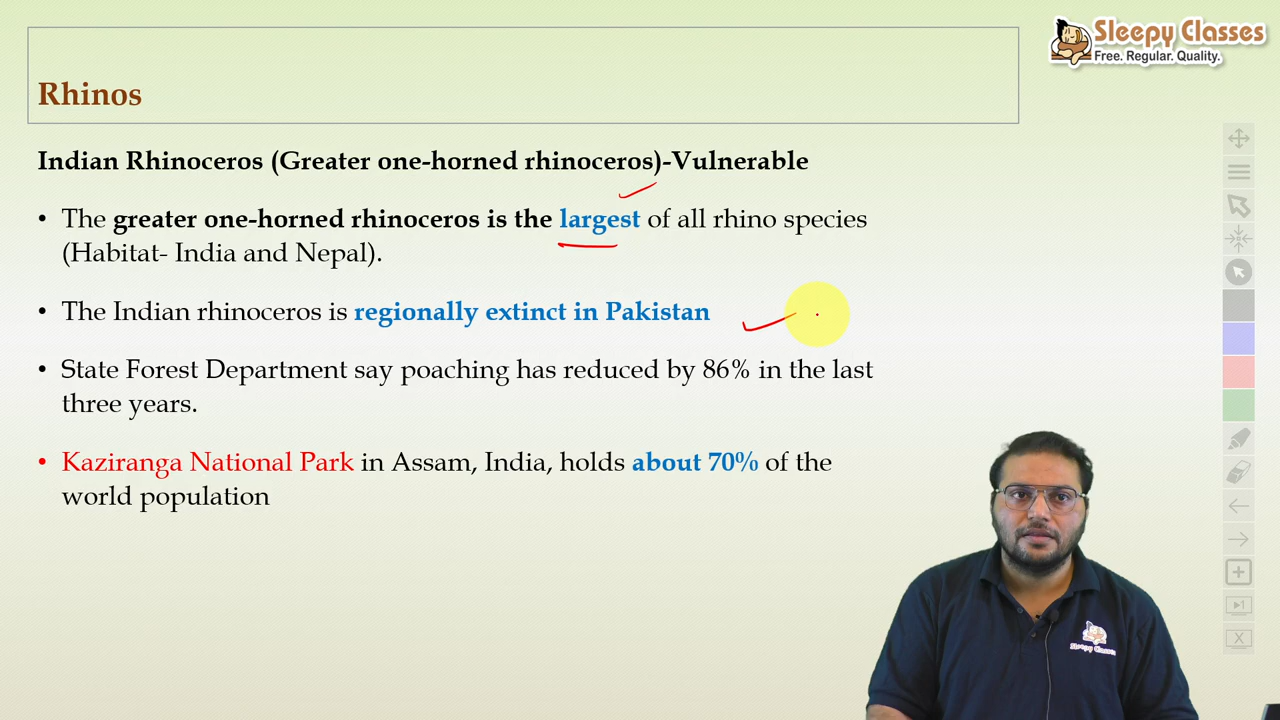 Sleepy Classes
Free. Regular. Quality.
Rhinos
Indian Rhinoceros (Greater one-horned rhinoceros)-Vulnerable
• The greater one-horned rhinoceros is the largest of all rhino species
(Habitat- India and Nepal).
• The Indian rhinoceros is regionally extinct in Pakistan
• State Forest Department say poaching has reduced by 86% in the last
three years.
• Kaziranga National Park in Assam, India, holds about 70% of the
world population
Sleepy Classes